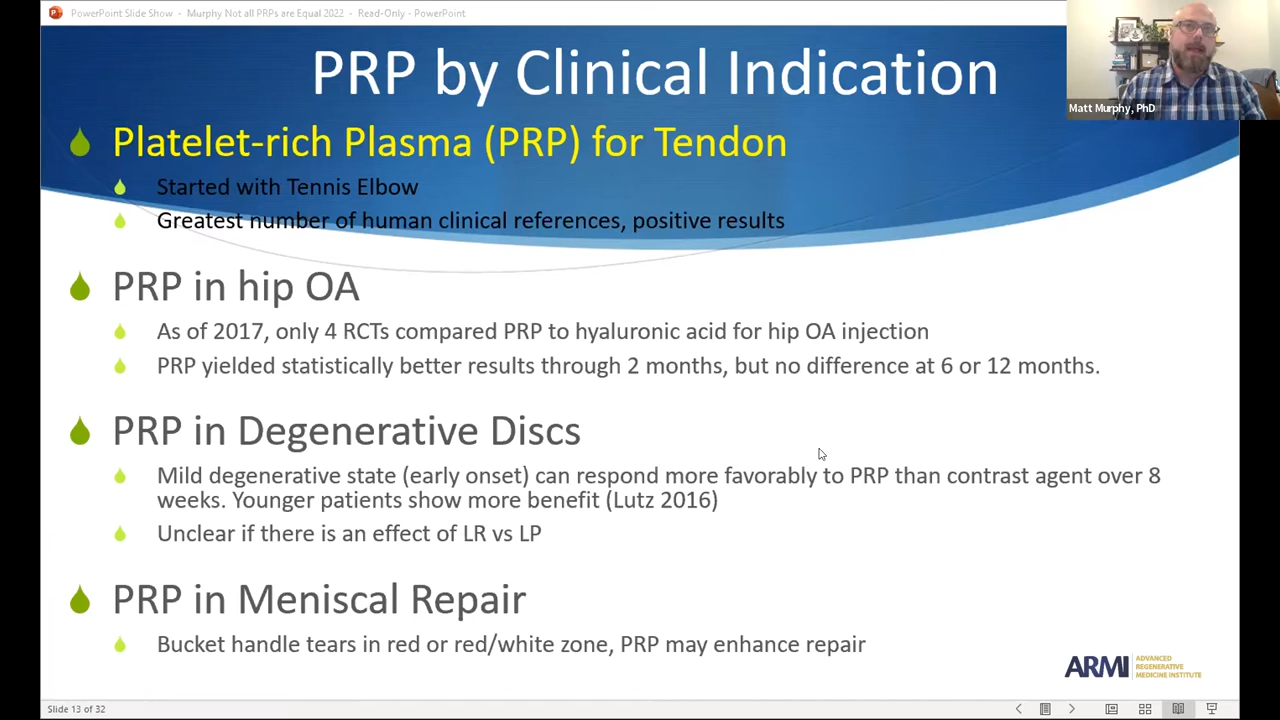 PowerPoint Slide Show - Murphy Not all PRPs are Equal 2022 - Read-Only - PowerPoint
Matt Murphy, PhD
PRP by Clinical Indication
Platelet-rich Plasma (PRP) for Tendon
Started with Tennis Elbow
Greatest number of human clinical references, positive results
PRP in hip OA
As of 2017, only 4 RCTs compared PRP to hyaluronic acid for hip OA injection
PRP yielded statistically better results through 2 months, but no difference at 6 or 12 months.
PRP in Degenerative Discs
Mild degenerative state (early onset) can respond more favorably to PRP than contrast agent over 8
weeks. Younger patients show more benefit (Lutz 2016)
Unclear if there is an effect of LR vs LP
PRP in Meniscal Repair
Bucket handle tears in red or red/white zone, PRP may enhance repair
ARMI ADVANCED
REGENERATIVE
MEDICINE INSTITUTE
Slide 13 of 32